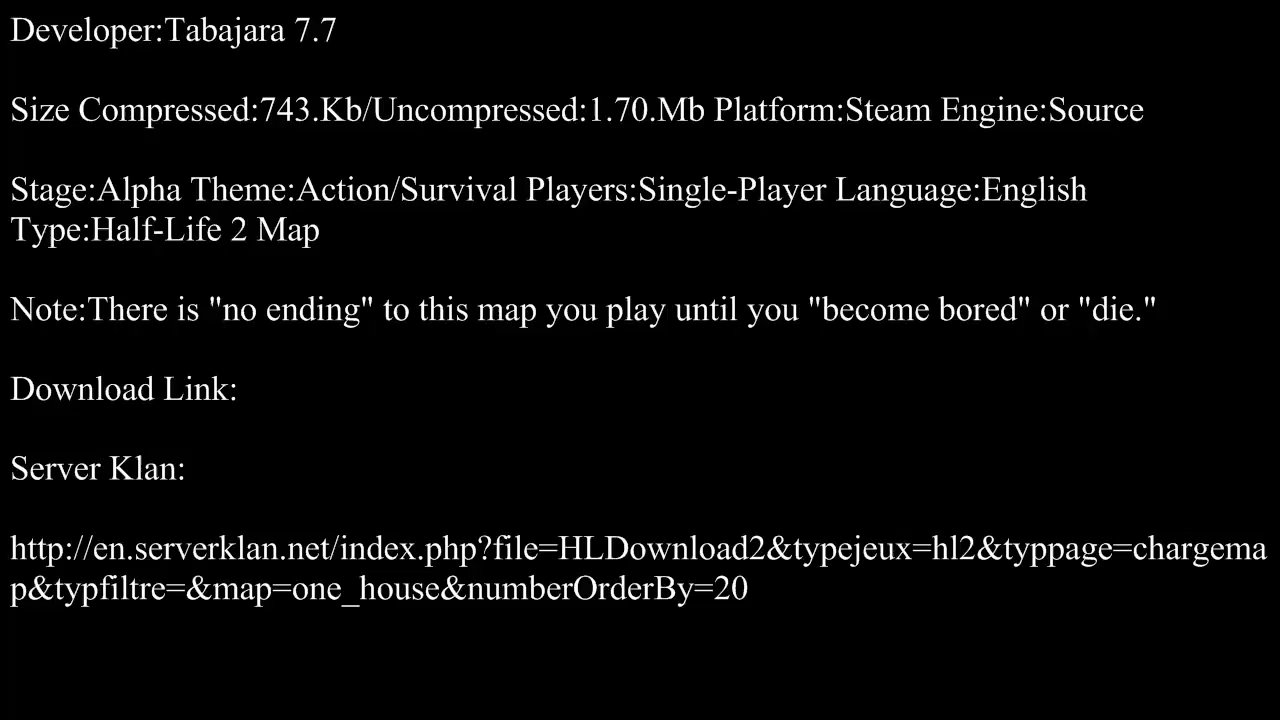 Developer:Tabajara 7.7
Size Compressed:743.Kb/Uncompressed:1.70.Mb Platform:Steam Engine:Source
Stage:Alpha Theme:Action/Survival Players:Single-Player Language:English
Type:Half-Life 2 Map
Note:There is "no ending" to this map you play until you "become bored" or "die."
Download Link:
Server Klan:
http://en.serverklan.net/index.php?file=HLDownload2&typejeux=hl2&typpage=chargema
p&typfiltre=&map=one_house&numberOrderBy=20